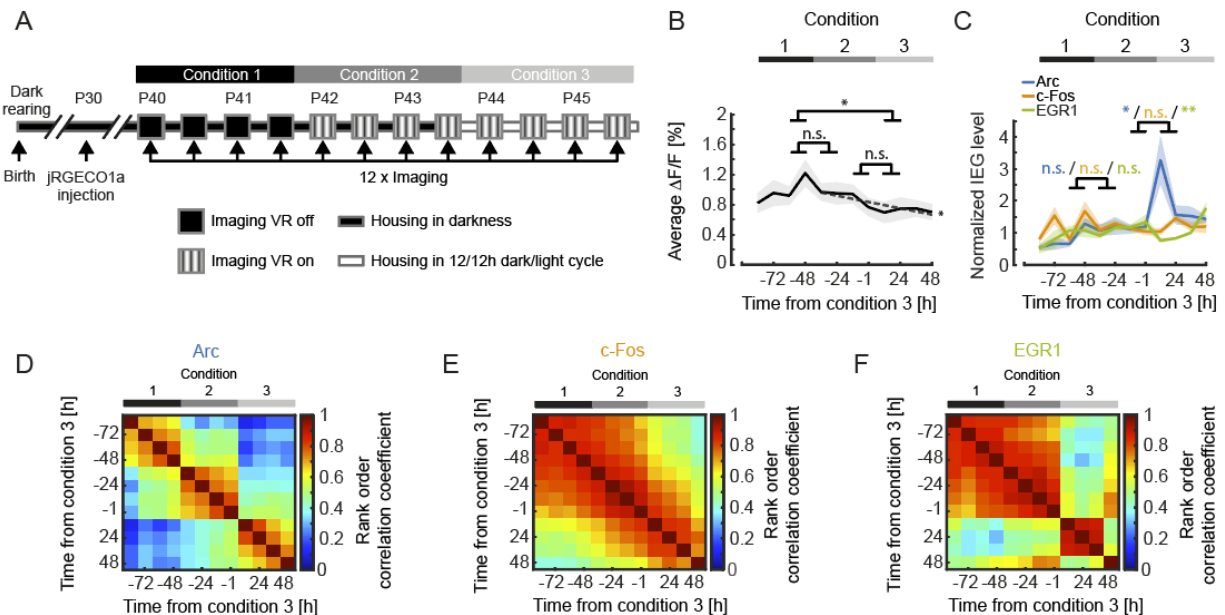 A
Condition 1
Condition 2
Condition 3
Dark
rearing
P30
P40
P41
P42
P43
P44
P45
Birth
jRGECO1a
injection
12 x Imaging
Imaging VR off
Housing in darkness
Imaging VR on
Housing in 12/12h dark/light cycle
B
Condition
1 2 3
Average ΔF/F [%]
2
1.6
1.2
0.8
0.4
0
*
n.s.
n.s.
*
-72 -48 -24 -1 24 48
Time from condition 3 [h]
C
Condition
1 2 3
Arc
c-Fos
EGR1
* / n.s. / **
n.s. / n.s. / n.s.
Normalized IEG level
4
3
2
1
0
-72 -48 -24 -1 24 48
Time from condition 3 [h]
D
Arc
Condition
1 2 3
Time from condition 3 [h]
-72
-48
-24
-1
24
48
-72 -48 -24 -1 24 48
Time from condition 3 [h]
1
0.8
0.6
0.4
0.2
0
Rank order
correlation coeefficient
E
c-Fos
Condition
1 2 3
Time from condition 3 [h]
-72
-48
-24
-1
24
48
-72 -48 -24 -1 24 48
Time from condition 3 [h]
1
0.8
0.6
0.4
0.2
0
Rank order
correlation coeefficient
F
EGR1
Condition
1 2 3
Time from condition 3 [h]
-72
-48
-24
-1
24
48
-72 -48 -24 -1 24 48
Time from condition 3 [h]
1
0.8
0.6
0.4
0.2
0
Rank order
correlation coeefficient